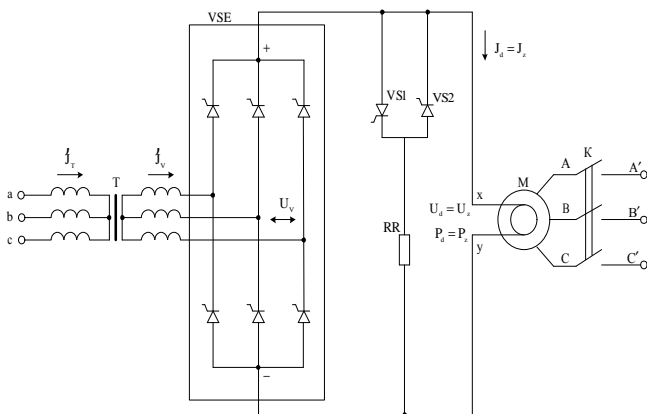 VSE
+
J_d = J_z
VS1
VS2
J_T
T
J_V
A
K
A′
a
M
b
U_V
x
U_d = U_z
B
B′
c
RR
P_d = P_z
y
C
C′
−